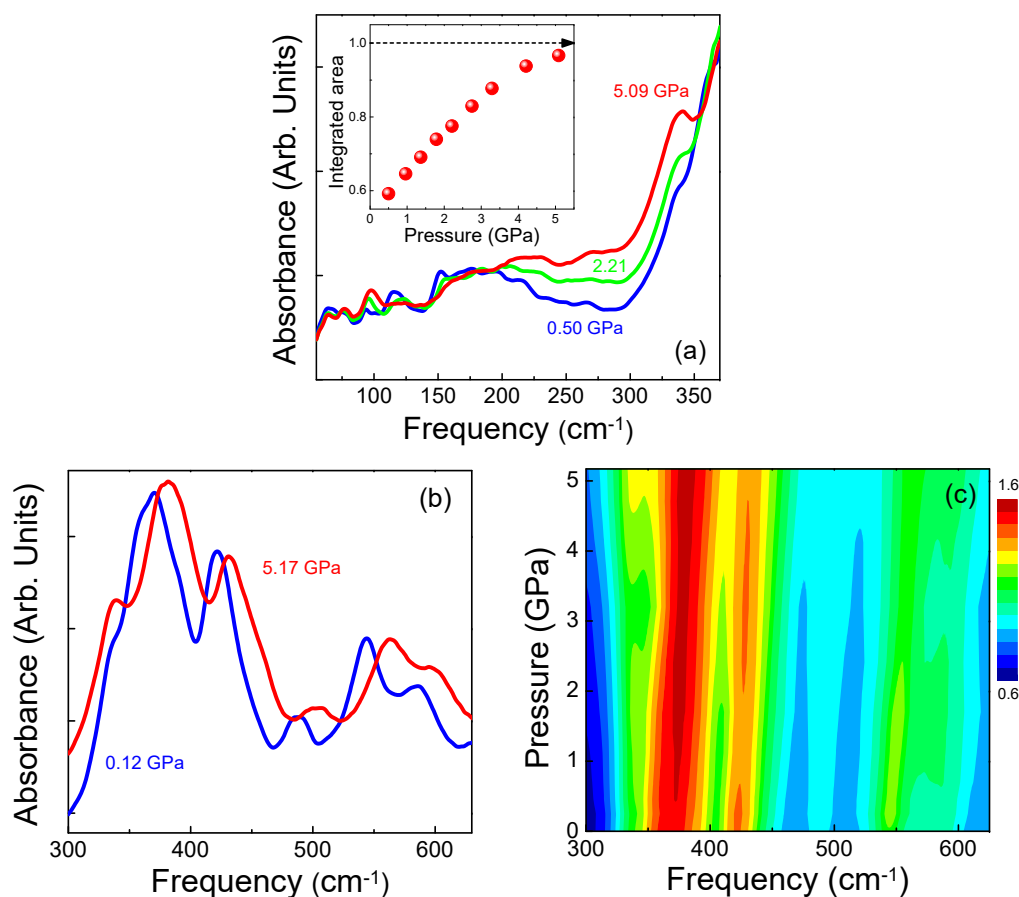 Absorbance (Arb. Units)
Integrated area
1.0
0.8
0.6
0 1 2 3 4 5
Pressure (GPa)
5.09 GPa
2.21
0.50 GPa
(a)
100 150 200 250 300 350
Frequency (cm-1)
Absorbance (Arb. Units)
(b)
5.17 GPa
0.12 GPa
300 400 500 600
Frequency (cm-1)
Pressure (GPa)
5
4
3
2
1
0
(c)
1.6
0.6
300 400 500 600
Frequency (cm-1)